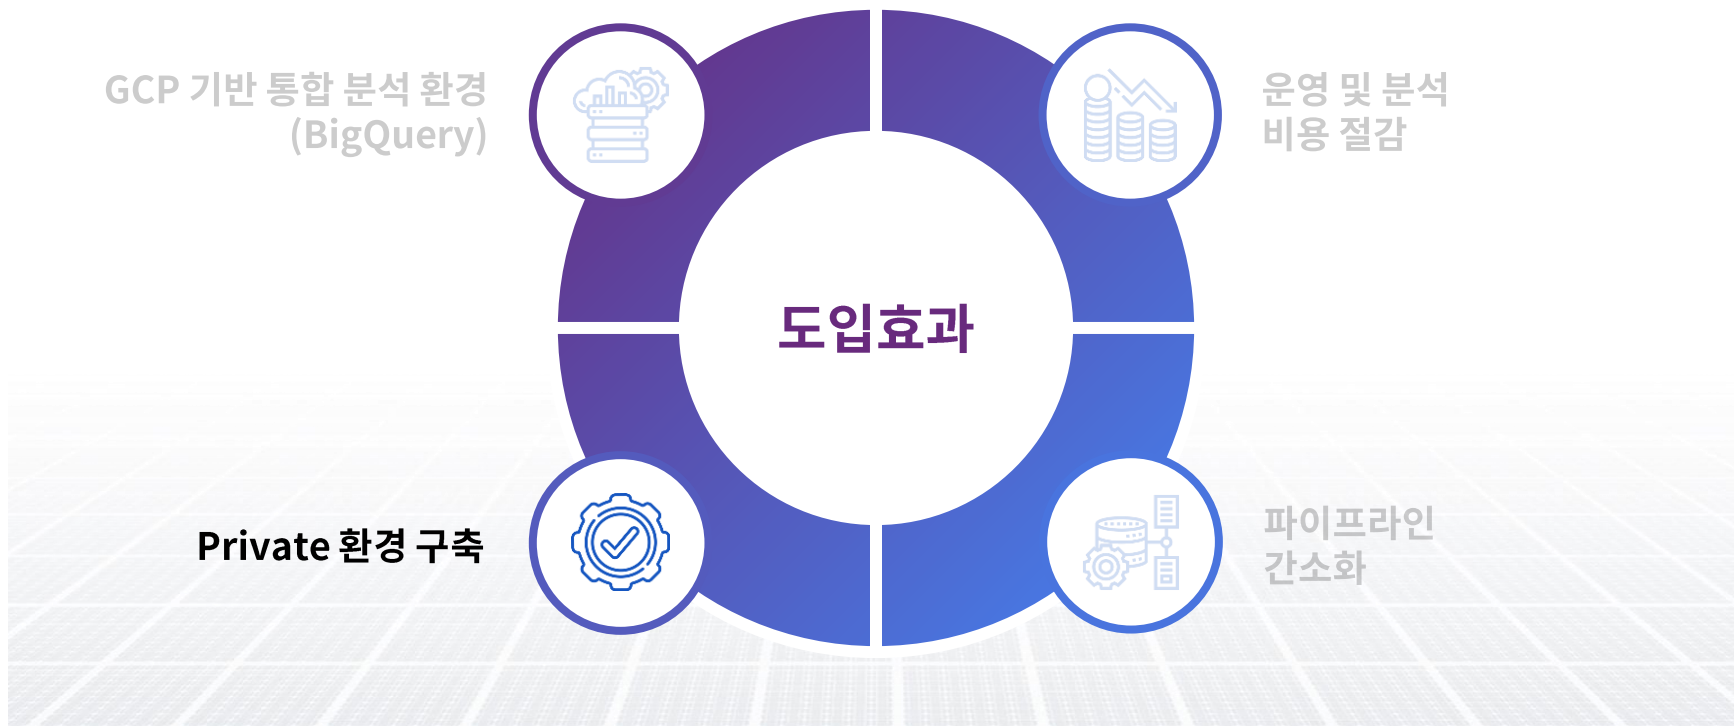 GCP 기반 통합 분석 환경
(BigQuery)
운영 및 분석
비용 절감
도입효과
Private 환경 구축
파이프라인
간소화